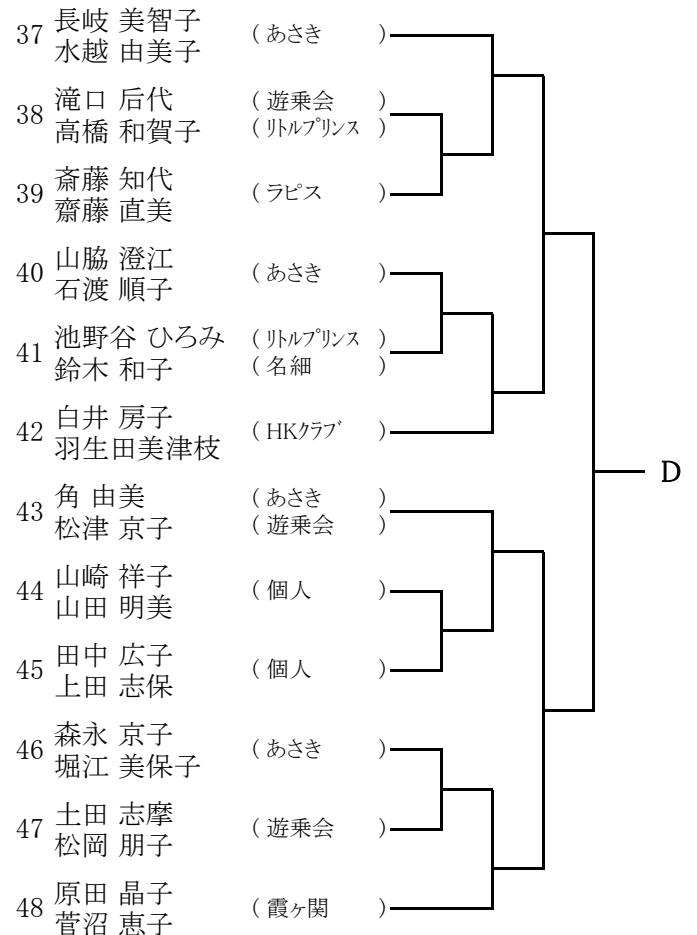 37 長岐 美智子 (あさき )
水越 由美子
38 滝口 后代 (遊乗会 )
高橋 和賀子 (ﾘﾄﾙﾌﾟﾘﾝｽ )
39 斎藤 知代 (ラピス )
齋藤 直美
40 山脇 澄江 (あさき )
石渡 順子
41 池野谷 ひろみ (ﾘﾄﾙﾌﾟﾘﾝｽ )
鈴木 和子 (名細 )
42 白井 房子 (HKｸﾗﾌﾞ )
羽生田美津枝
43 角 由美 (あさき )
松津 京子 (遊乗会 )
44 山崎 祥子 (個人 )
山田 明美
45 田中 広子 (個人 )
上田 志保
46 森永 京子 (あさき )
堀江 美保子
47 土田 志摩 (遊乗会 )
松岡 朋子
48 原田 晶子 (霞ヶ関 )
菅沼 恵子
D